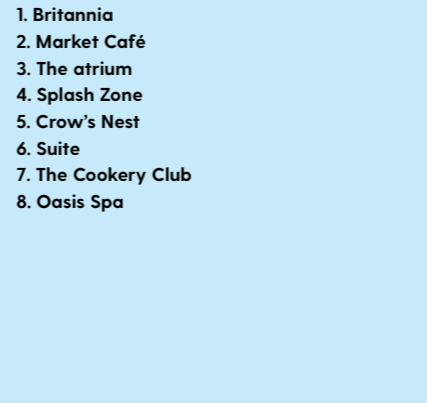 1. Britannia
2. Market Café
3. The atrium
4. Splash Zone
5. Crow's Nest
6. Suite
7. The Cookery Club
8. Oasis Spa